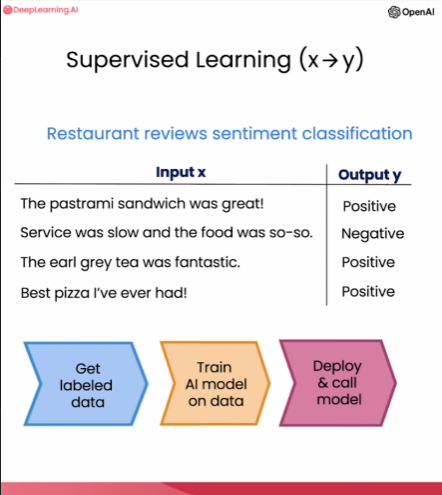 DeepLearning.AI
OpenAI
Supervised Learning (x→y)
Restaurant reviews sentiment classification
Input x Output y
The pastrami sandwich was great! Positive
Service was slow and the food was so-so. Negative
The earl grey tea was fantastic. Positive
Best pizza I've ever had! Positive
Get
labeled
data
Train
AI model
on data
Deploy
& call
model